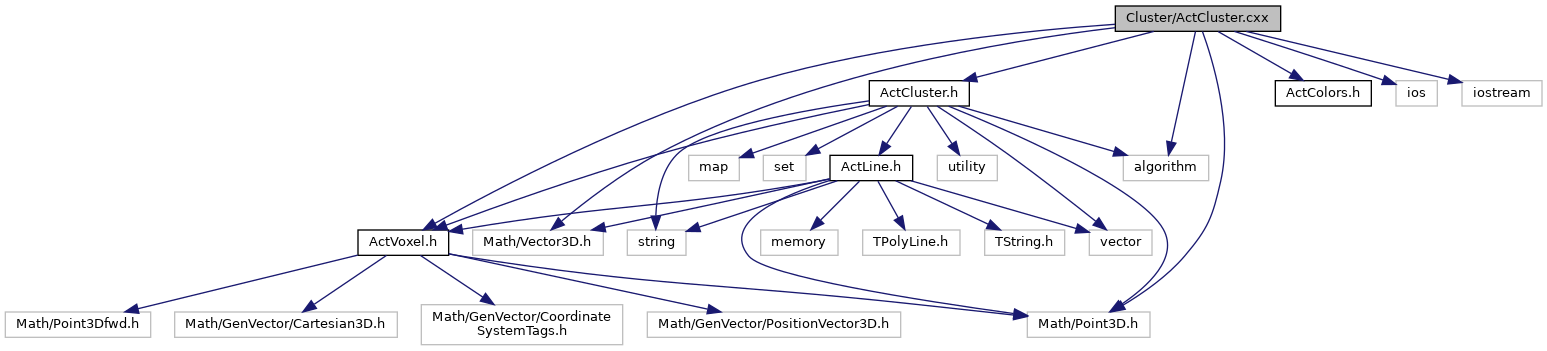 Cluster/ActCluster.cxx
ActCluster.h
ActColors.h
ios
iostream
map
set
ActLine.h
utility
algorithm
ActVoxel.h
Math/Vector3D.h
string
memory
TPolyLine.h
TString.h
vector
Math/Point3Dfwd.h
Math/GenVector/Cartesian3D.h
Math/GenVector/Coordinate
SystemTags.h
Math/GenVector/PositionVector3D.h
Math/Point3D.h